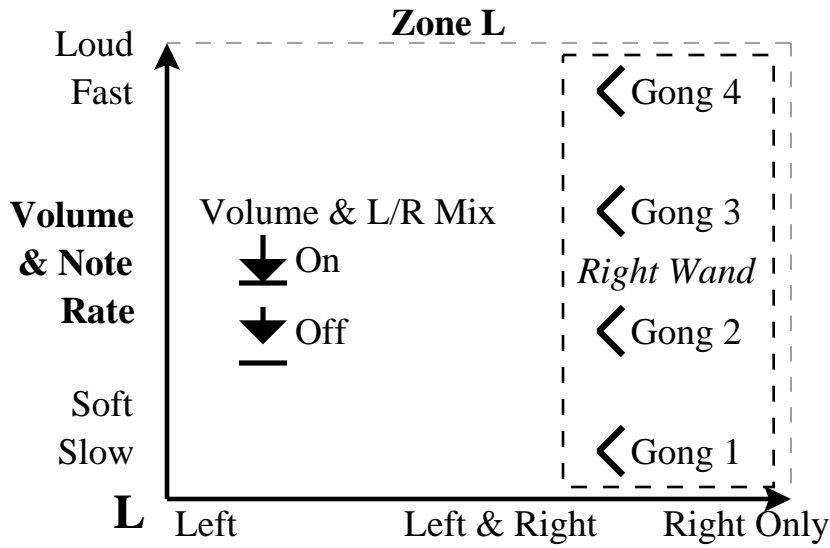 Zone L
Loud
Fast
Gong 4
Volume
& Note
Rate
Volume & L/R Mix
On
Off
Gong 3
Right Wand
Gong 2
Soft
Slow
Gong 1
L
Left
Left & Right
Right Only